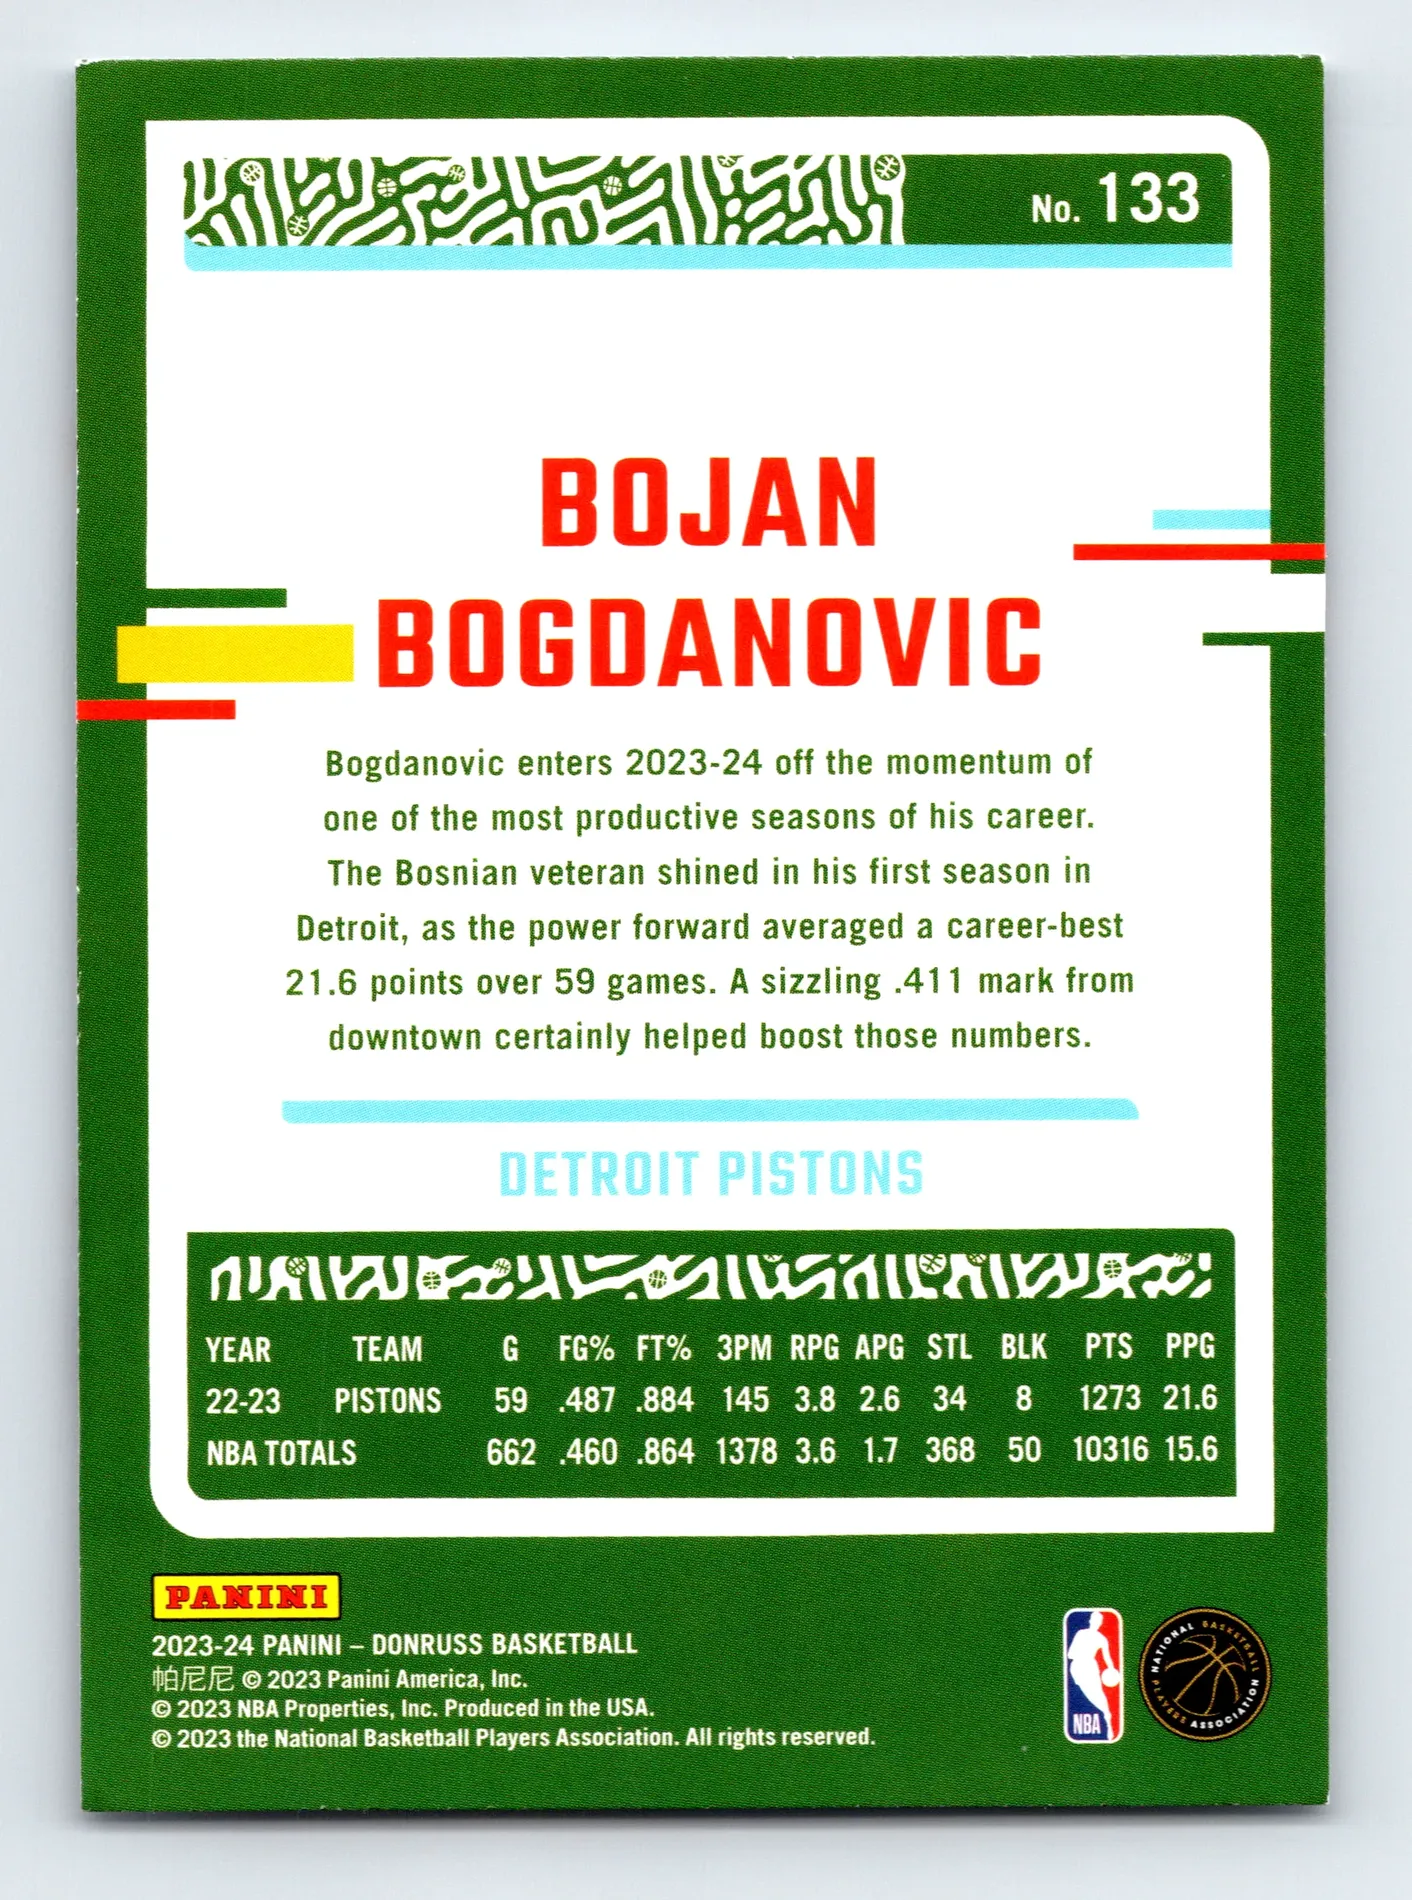 No. 133
BOJAN
BOGDANOVIC
Bogdanovic enters 2023-24 off the momentum of
one of the most productive seasons of his career.
The Bosnian veteran shined in his first season in
Detroit, as the power forward averaged a career-best
21.6 points over 59 games. A sizzling .411 mark from
downtown certainly helped boost those numbers.
DETROIT PISTONS
YEAR TEAM G FG% FT% 3PM RPG APG STL BLK PTS PPG
22-23 PISTONS 59 .487 .884 145 3.8 2.6 34 8 1273 21.6
NBA TOTALS 662 .460 .864 1378 3.6 1.7 368 50 10316 15.6
PANINI
2023-24 PANINI – DONRUSS BASKETBALL
帕尼尼 © 2023 Panini America, Inc.
© 2023 NBA Properties, Inc. Produced in the USA.
© 2023 the National Basketball Players Association. All rights reserved.
NBA
NATIONAL BASKETBALL PLAYERS ASSOCIATION